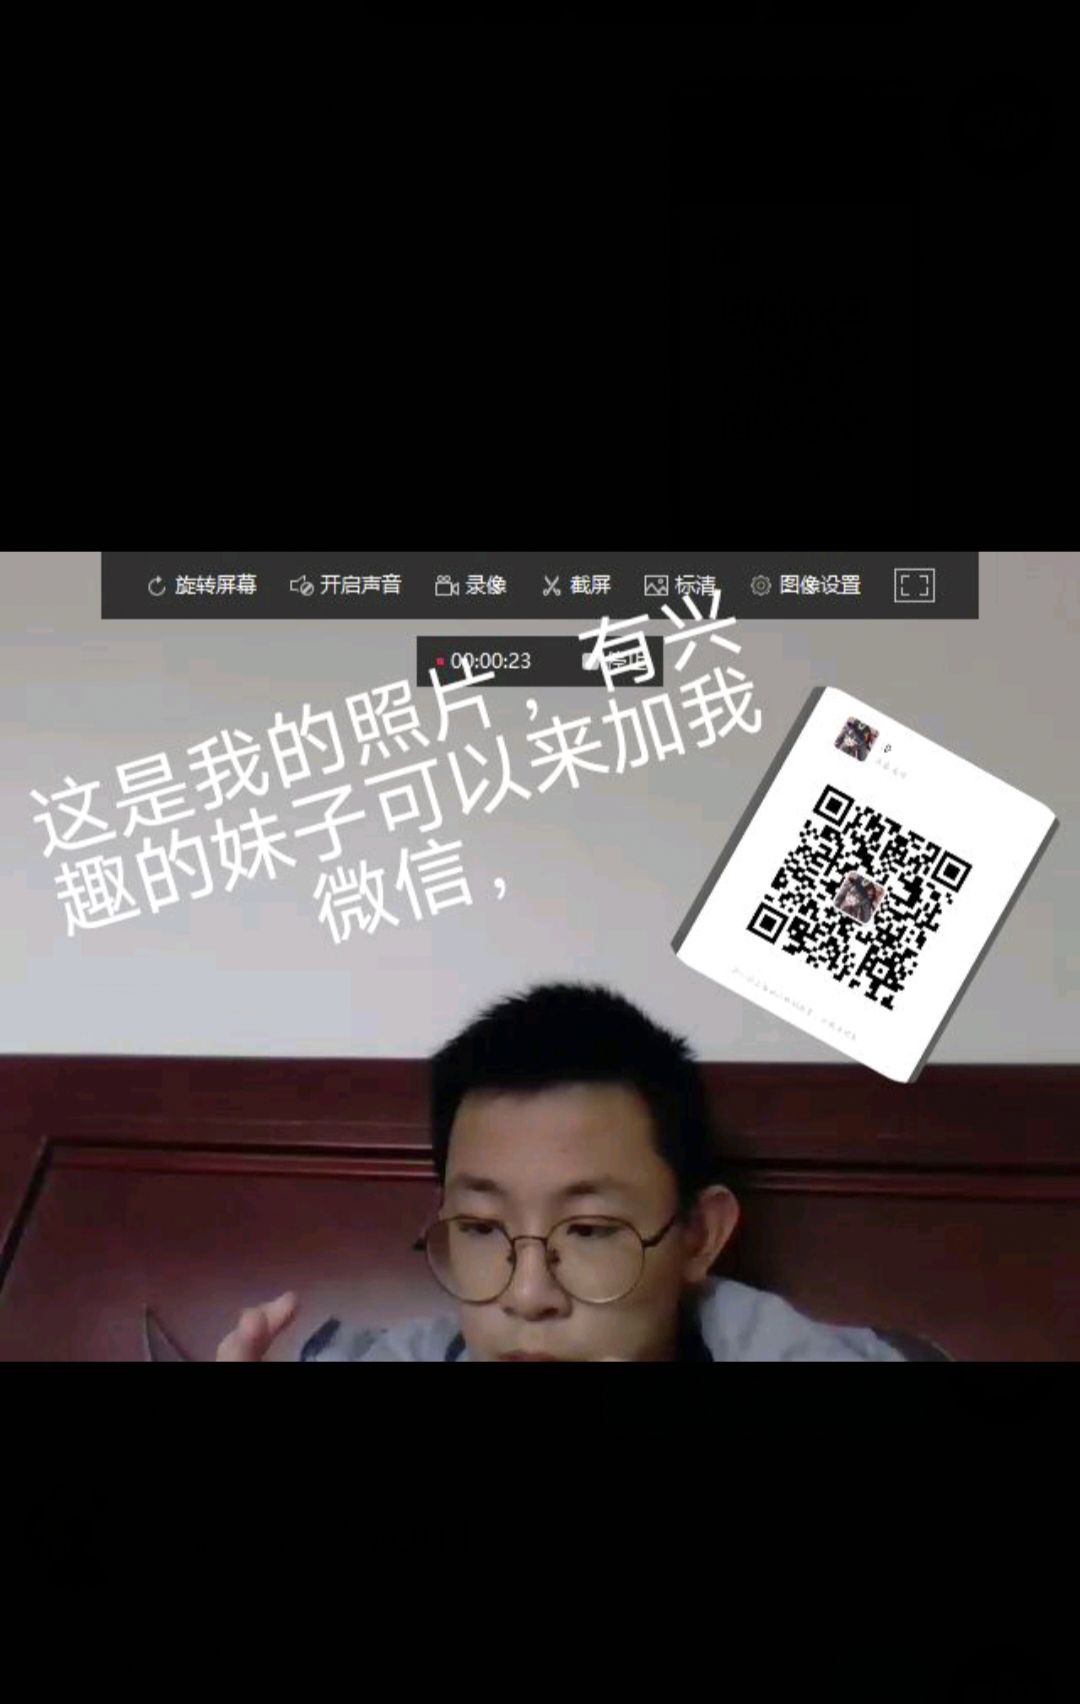 旋转屏幕 开启声音 录像 截屏 标清 图像设置
00:00:23
这是我的照片，有兴
趣的妹子可以来加我
微信，